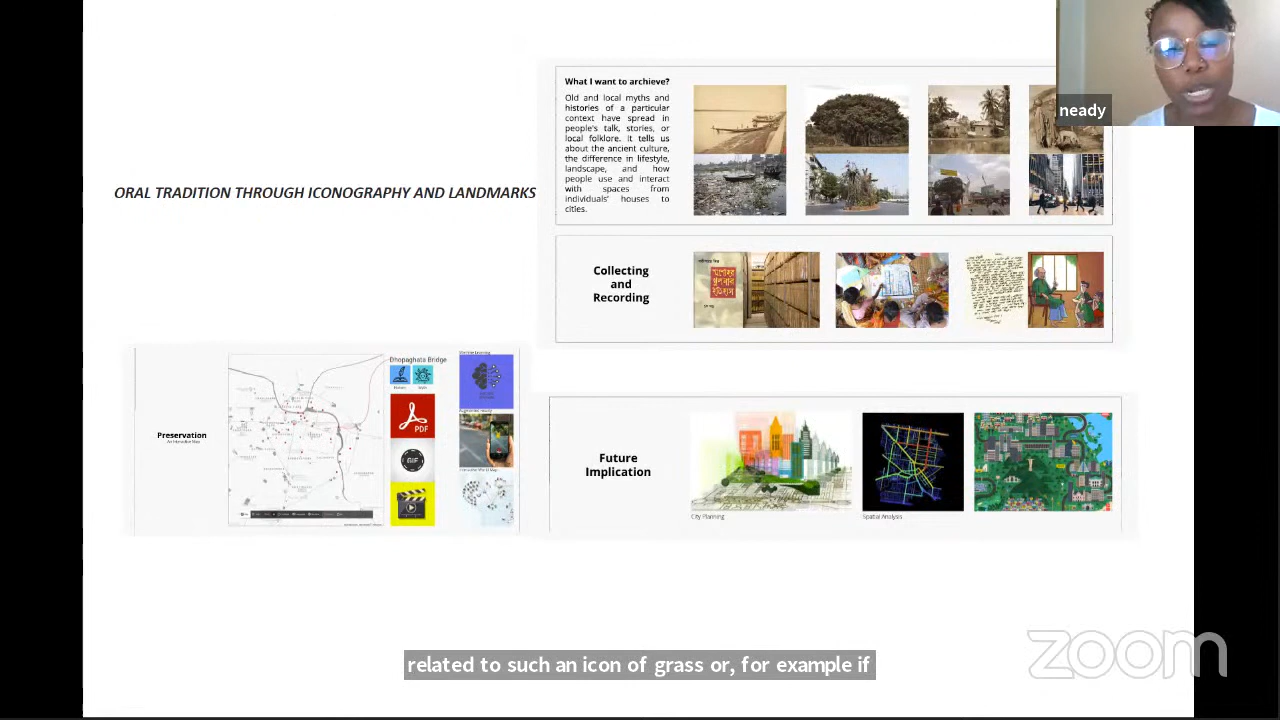 What I want to archieve?
Old and local myths and
histories of a particular
context have spread in
people's talk, stories, or
local folklore. It tells us
about the ancient culture,
the difference in lifestyle,
landscape, and how
people use and interact
with spaces from
individuals' houses to
cities.
neady
ORAL TRADITION THROUGH ICONOGRAPHY AND LANDMARKS
Collecting
and
Recording
Preservation
An Interactive Map
Dhopaghata Bridge
PDF
GIF
Future
Implication
City Planning
Spatial Analysis
related to such an icon of grass or, for example if
zoom